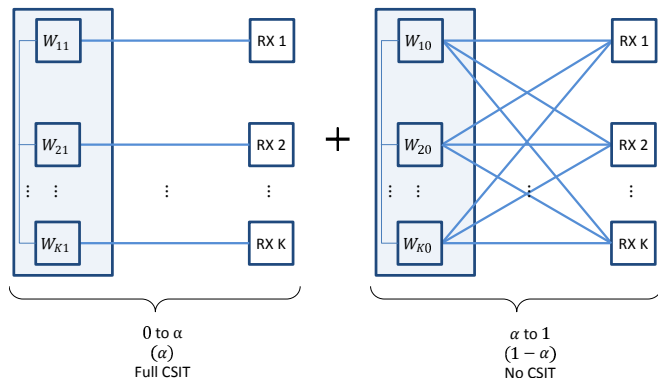 W11 RX 1
W21 RX 2
⋮ ⋮ ⋮ ⋮
WK1 RX K
0 to α
(α)
Full CSIT
+
W10 RX 1
W20 RX 2
⋮ ⋮ ⋮ ⋮
WK0 RX K
α to 1
(1 − α)
No CSIT